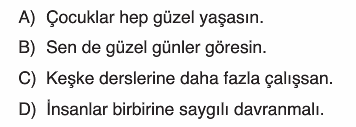 A) Çocuklar hep güzel yaşasın.
B) Sen de güzel günler göresin.
C) Keşke derslerine daha fazla çalışsan.
D) İnsanlar birbirine saygılı davranmalı.